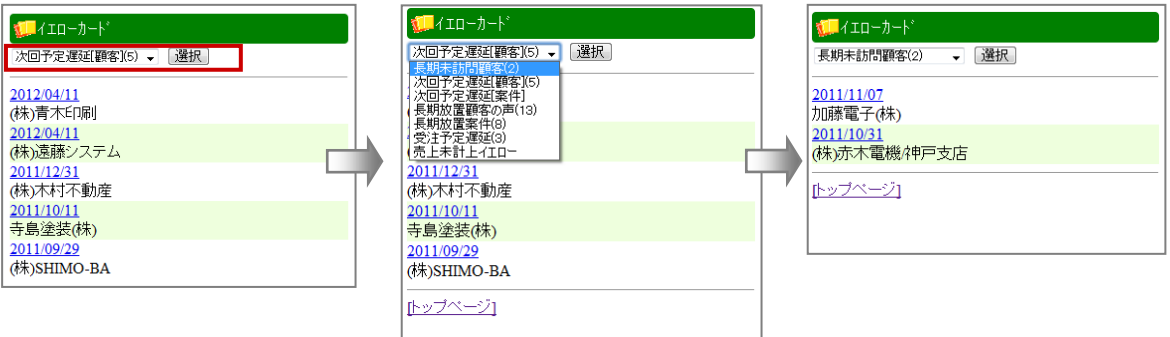 イエローカード
次回予定遅延[顧客](5) 選択
2012/04/11
(株)青木印刷
2012/04/11
(株)遠藤システム
2011/12/31
(株)木村不動産
2011/10/11
寺島塗装(株)
2011/09/29
(株)SHIMO-BA
イエローカード
次回予定遅延[顧客](5) 選択
長期未訪問顧客(2)
次回予定遅延[顧客](5)
次回予定遅延[案件]
長期放置顧客の声(13)
長期放置案件(8)
受注予定遅延(3)
売上未計上イエロー
2011/12/31
(株)木村不動産
2011/10/11
寺島塗装(株)
2011/09/29
(株)SHIMO-BA
[トップページ]
イエローカード
長期未訪問顧客(2) 選択
2011/11/07
加藤電子(株)
2011/10/31
(株)赤木電機/神戸支店
[トップページ]